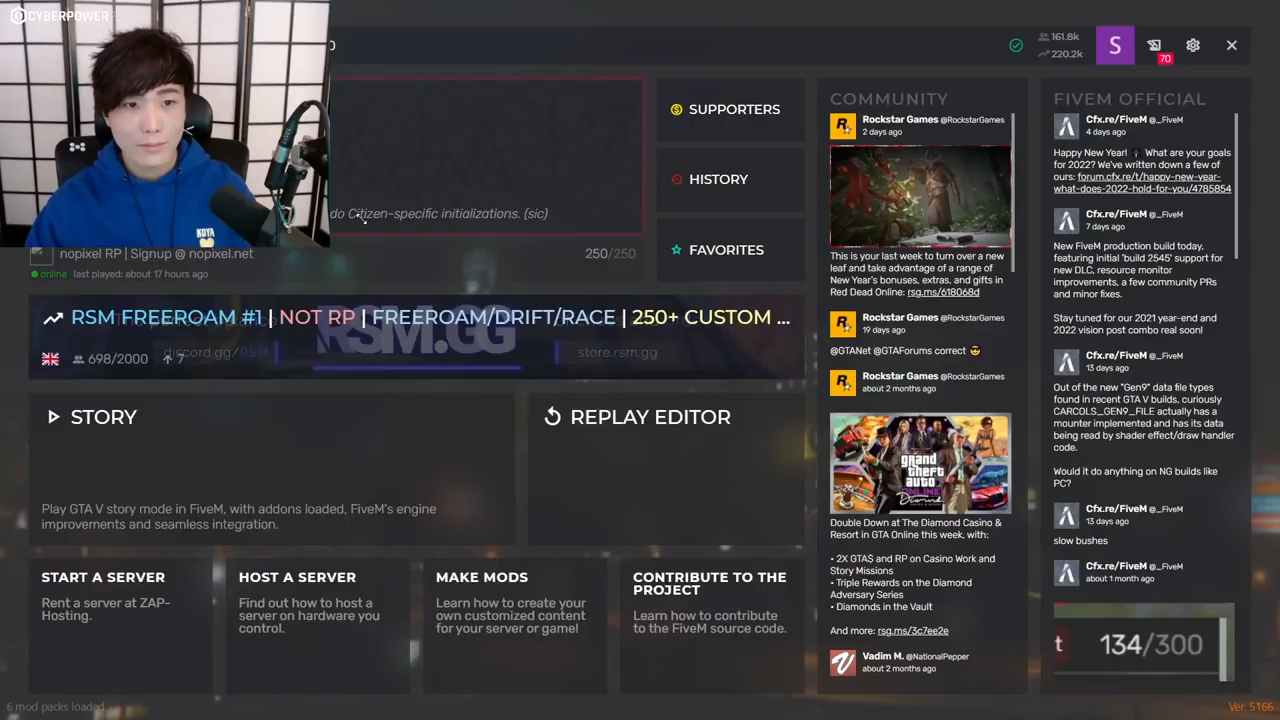 CYBERPOWER
0
161.8k
220.2k
S
70
do Citizen-specific initializations. (sic)
nopixel RP | Signup @ nopixel.net
250/250
online last played: about 17 hours ago
KOYA
SUPPORTERS
HISTORY
FAVORITES
RSM FREEROAM #1 | NOT RP | FREEROAM/DRIFT/RACE | 250+ CUSTOM ...
RSM.GG
discord.gg/RSM
store.rsm.gg
698/2000
7
STORY
Play GTA V story mode in FiveM, with addons loaded, FiveM's engine
improvements and seamless integration.
REPLAY EDITOR
START A SERVER
Rent a server at ZAP-
Hosting.
HOST A SERVER
Find out how to host a
server on hardware you
control.
MAKE MODS
Learn how to create your
own customized content
for your server or game!
CONTRIBUTE TO THE
PROJECT
Learn how to contribute
to the FiveM source code.
COMMUNITY
Rockstar Games @RockstarGames
2 days ago
This is your last week to turn over a new
leaf and take advantage of a range of
New Year's bonuses, extras, and gifts in
Red Dead Online: rsg.ms/618068d
Rockstar Games @RockstarGames
19 days ago
@GTANet @GTAForums correct 😎
Rockstar Games @RockstarGames
about 2 months ago
grand
theft
auto
ONLINE
Diamond
Double Down at The Diamond Casino &
Resort in GTA Online this week, with:
• 2X GTA$ and RP on Casino Work and
Story Missions
• Triple Rewards on the Diamond
Adversary Series
• Diamonds in the Vault
And more: rsg.ms/3c7ee2e
Vadim M. @NationalPepper
about 2 months ago
FIVEM OFFICIAL
Cfx.re/FiveM @_FiveM
4 days ago
Happy New Year! What are your goals
for 2022? We've written down a few of
ours: forum.cfx.re/t/happy-new-year-
what-does-2022-hold-for-you/4785854
Cfx.re/FiveM @_FiveM
7 days ago
New FiveM production build today,
featuring initial 'build 2545' support for
new DLC, resource monitor
improvements, a few community PRs
and minor fixes.
Stay tuned for our 2021 year-end and
2022 vision post combo real soon!
Cfx.re/FiveM @_FiveM
13 days ago
Out of the new "Gen9" data file types
found in recent GTA V builds, curiously
CARCOLS_GEN9_FILE actually has a
mounter implemented and has its data
being read by shader effect/draw handler
code.
Would it do anything on NG builds like
PC?
Cfx.re/FiveM @_FiveM
13 days ago
slow bushes
Cfx.re/FiveM @_FiveM
about 1 month ago
t 134/300
6 mod packs loaded
Ver. 5166